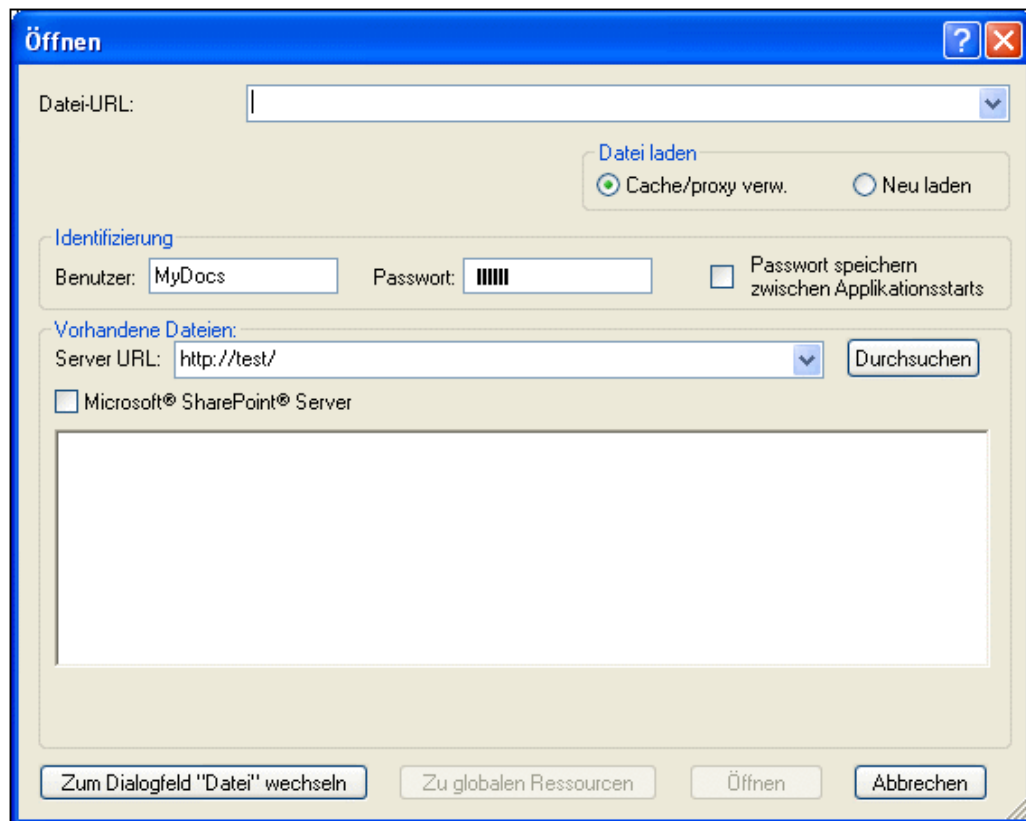 Öffnen
Datei-URL:
Datei laden
Cache/proxy verw. Neu laden
Identifizierung
Benutzer: MyDocs Passwort: Passwort speichern
zwischen Applikationsstarts
Vorhandene Dateien:
Server URL: http://test/ Durchsuchen
Microsoft® SharePoint® Server
Zum Dialogfeld "Datei" wechseln Zu globalen Ressourcen Öffnen Abbrechen